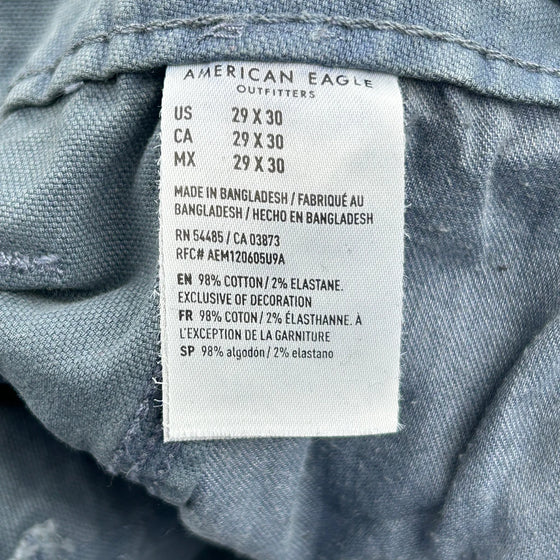 AMERICAN EAGLE
OUTFITTERS
US 29 X 30
CA 29 X 30
MX 29 X 30
MADE IN BANGLADESH / FABRIQUÉ AU
BANGLADESH / HECHO EN BANGLADESH
RN 54485 / CA 03873
RFC# AEM120605U9A
EN 98% COTTON / 2% ELASTANE.
EXCLUSIVE OF DECORATION
FR 98% COTON / 2% ÉLASTHANNE. À
L'EXCEPTION DE LA GARNITURE
SP 98% algodón / 2% elastano